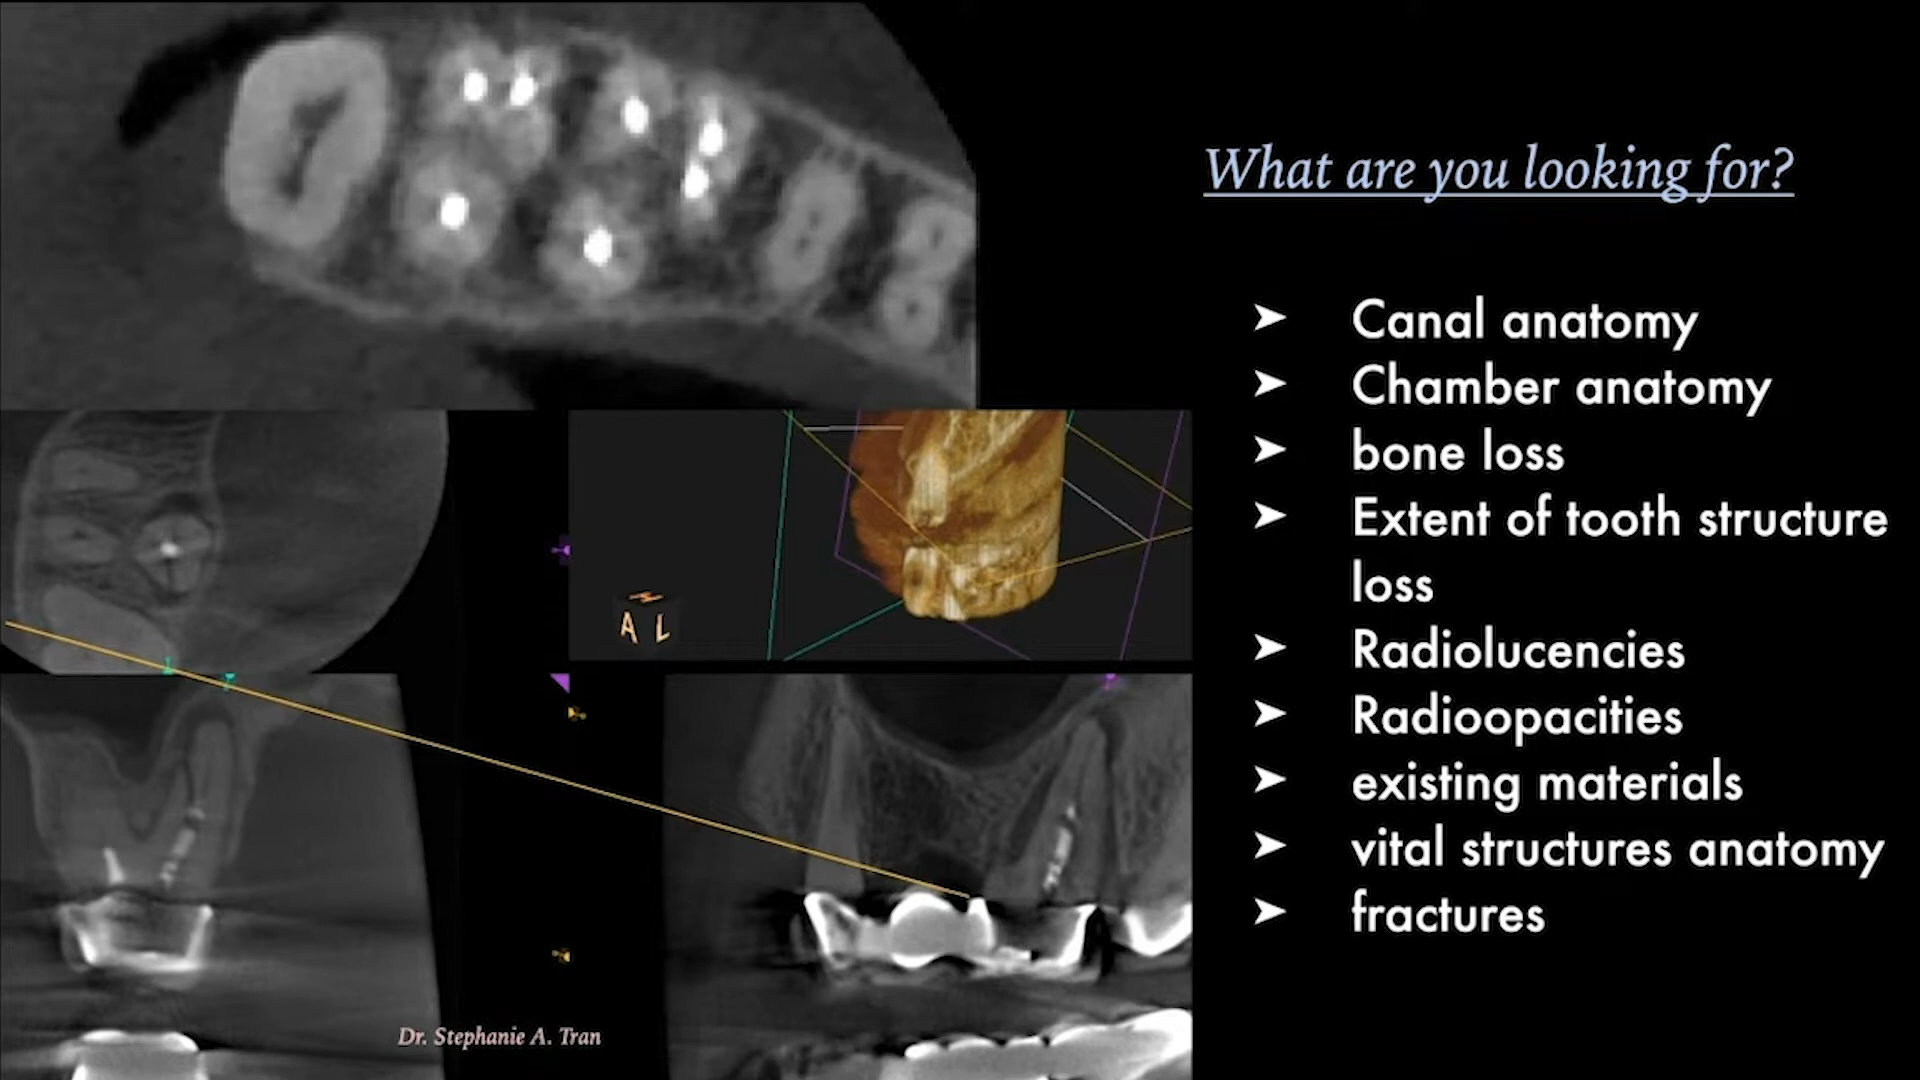 What are you looking for?
➤ Canal anatomy
➤ Chamber anatomy
➤ bone loss
➤ Extent of tooth structure
loss
➤ Radiolucencies
➤ Radioopacities
➤ existing materials
➤ vital structures anatomy
➤ fractures
H
A L
Dr. Stephanie A. Tran